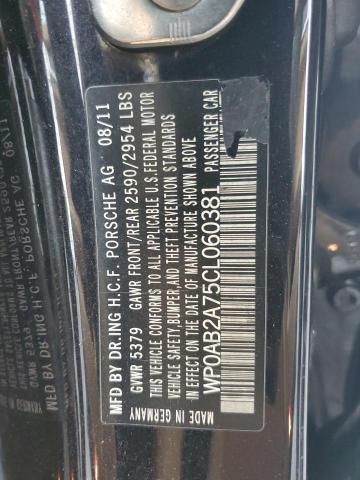 MFD BY DR.ING H.C.F. PORSCHE AG 08/11
GVWR 5379 GAWR FRONT/REAR 2590/2954 LBS
THIS VEHICLE CONFORMS TO ALL APPLICABLE U.S.FEDERAL MOTOR
VEHICLE SAFETY,BUMPER,AND THEFT PREVENTION STANDARDS
IN EFFECT ON THE DATE OF MANUFACTURE SHOWN ABOVE
WP0AB2A75CL060381 PASSENGER CAR
MADE IN GERMANY